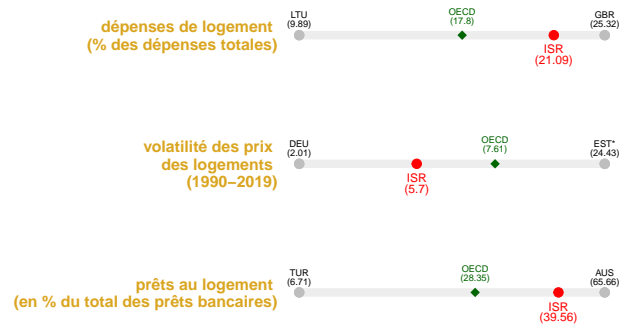 dépenses de logement
(% des dépenses totales)
LTU
(9.89)
OECD
(17.8)
ISR
(21.09)
GBR
(25.32)
volatilité des prix
des logements
(1990−2019)
DEU
(2.01)
ISR
(5.7)
OECD
(7.61)
EST*
(24.43)
prêts au logement
(en % du total des prêts bancaires)
TUR
(6.71)
OECD
(28.35)
ISR
(39.56)
AUS
(65.66)